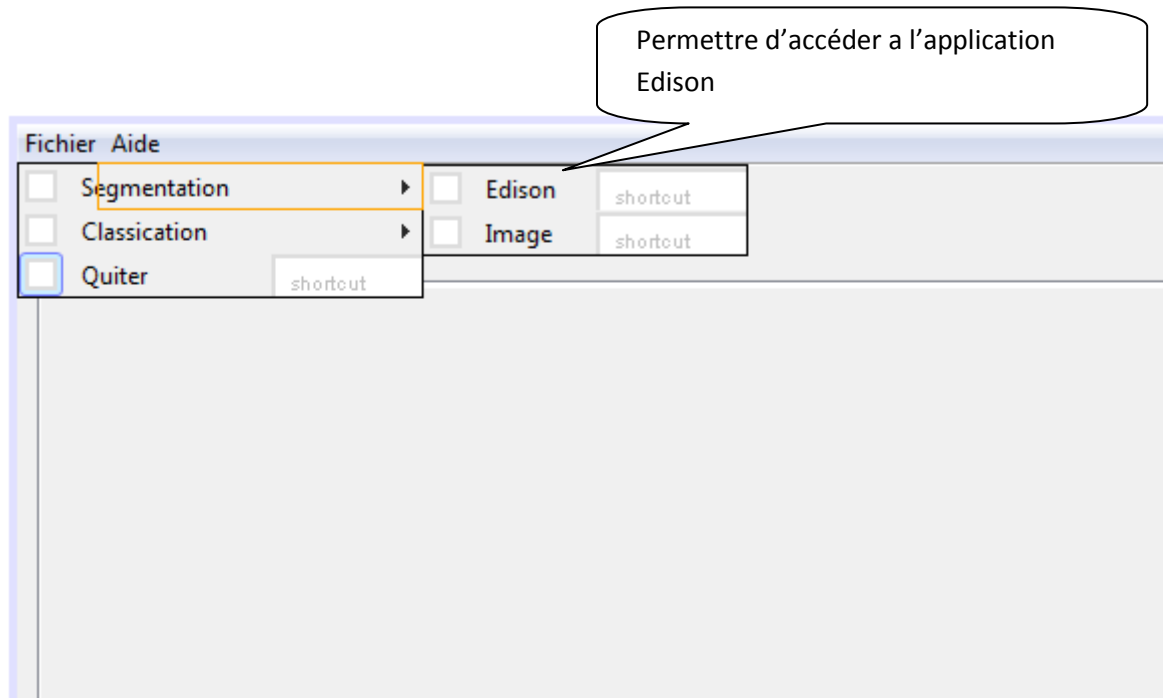 Permettre d’accéder a l’application
Edison
Fichier Aide
Segmentation
Edison shortcut
Classication
Image shortcut
Quiter shortcut